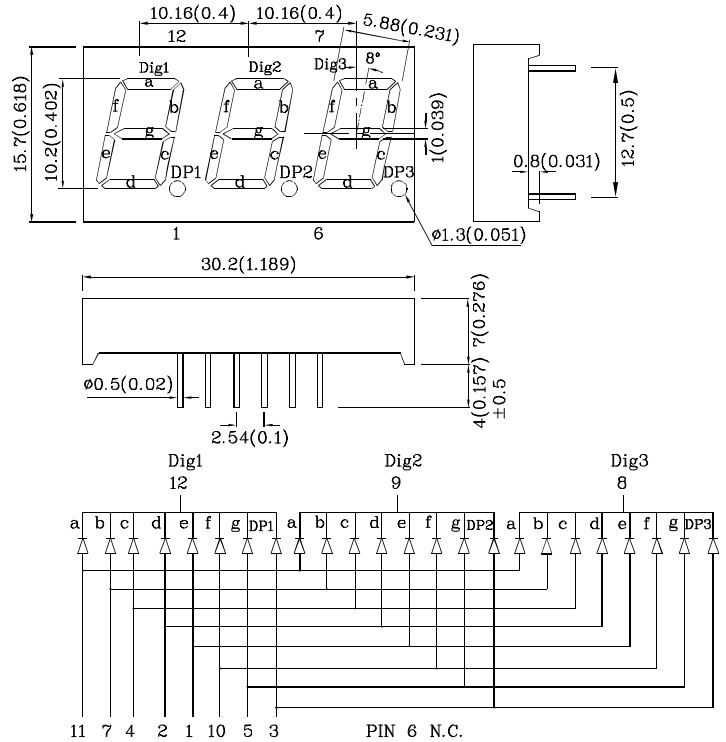 10.16(0.4) 10.16(0.4) 5.88(0.231)
12 7
Dig1 Dig2 Dig3 8°
a a a
f b f b f b
g g g
e c e c e c
d d d
DP1 DP2 DP3
15.7(0.618)
10.2(0.402)
1(0.039)
1 6
ø1.3(0.051)
0.8(0.031)
12.7(0.5)
30.2(1.189)
7(0.276)
ø0.5(0.02)
4(0.157)
±0.5
2.54(0.1)
Dig1 Dig2 Dig3
12 9 8
a b c d e f g DP1 a b c d e f g DP2 a b c d e f g DP3
11 7 4 2 1 10 5 3 PIN 6 N.C.